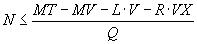 N ≤ (MT − MV − L·V − R·VX) / Q